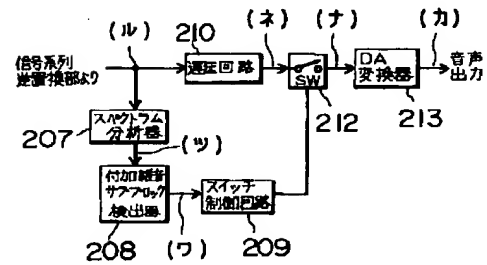 (ル)
210
(ネ)
(ナ)
(カ)
信号系列
逆置換部より
遅延回路
SW
DA
変換器
音声
出力
212
213
スペクトラム
分析器
207
(ツ)
付加雑音
サブブロック
検出器
スイッチ
制御回路
208
(ワ)
209